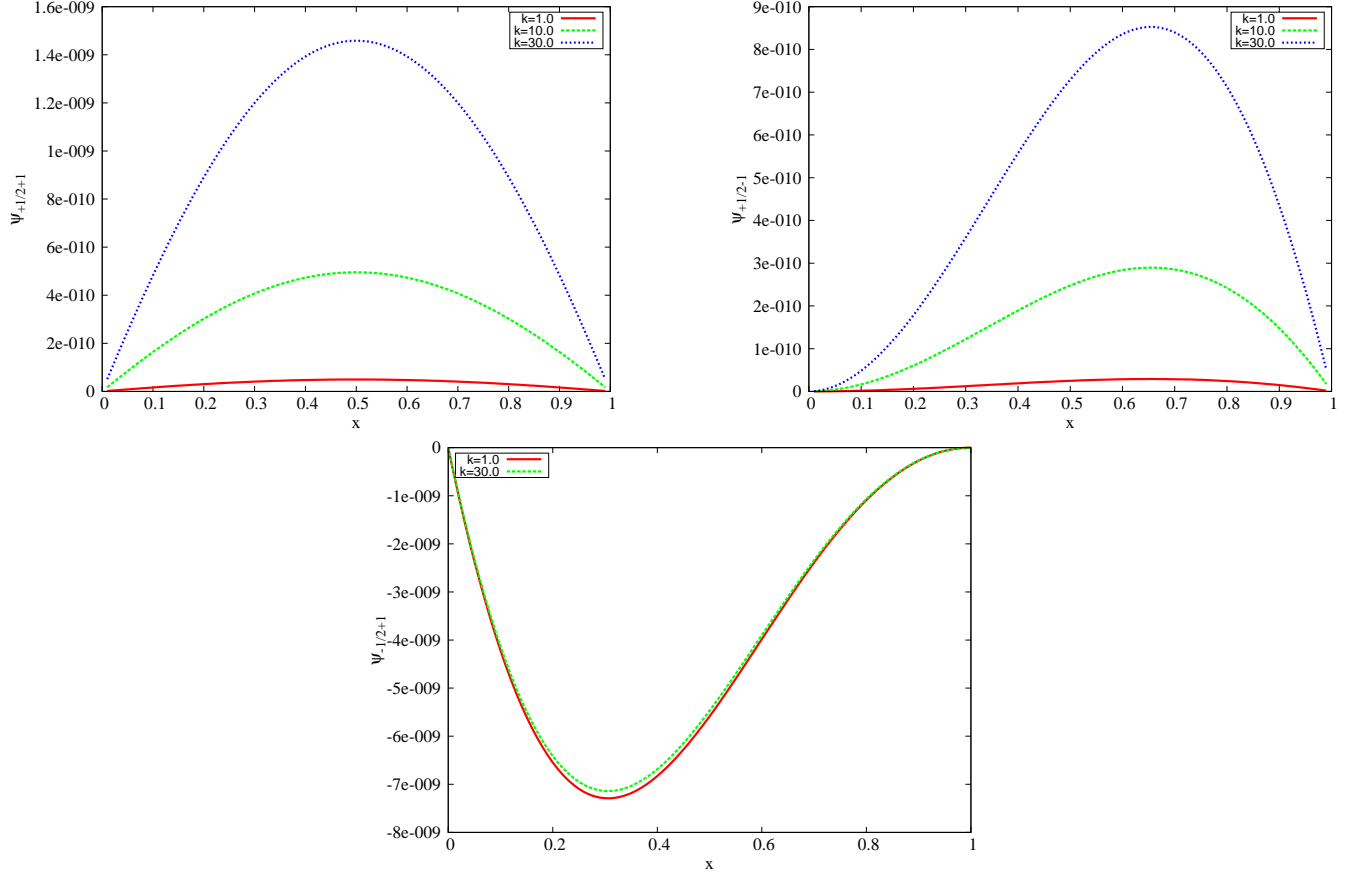 1.6e-009
1.4e-009
1.2e-009
1e-009
8e-010
6e-010
4e-010
2e-010
0
0 0.1 0.2 0.3 0.4 0.5 0.6 0.7 0.8 0.9 1
x
Ψ+1/2+1
k=1.0
k=10.0
k=30.0
9e-010
8e-010
7e-010
6e-010
5e-010
4e-010
3e-010
2e-010
1e-010
0
0 0.1 0.2 0.3 0.4 0.5 0.6 0.7 0.8 0.9 1
x
Ψ+1/2-1
k=1.0
k=10.0
k=30.0
0
-1e-009
-2e-009
-3e-009
-4e-009
-5e-009
-6e-009
-7e-009
-8e-009
0 0.2 0.4 0.6 0.8 1
x
Ψ-1/2+1
k=1.0
k=30.0